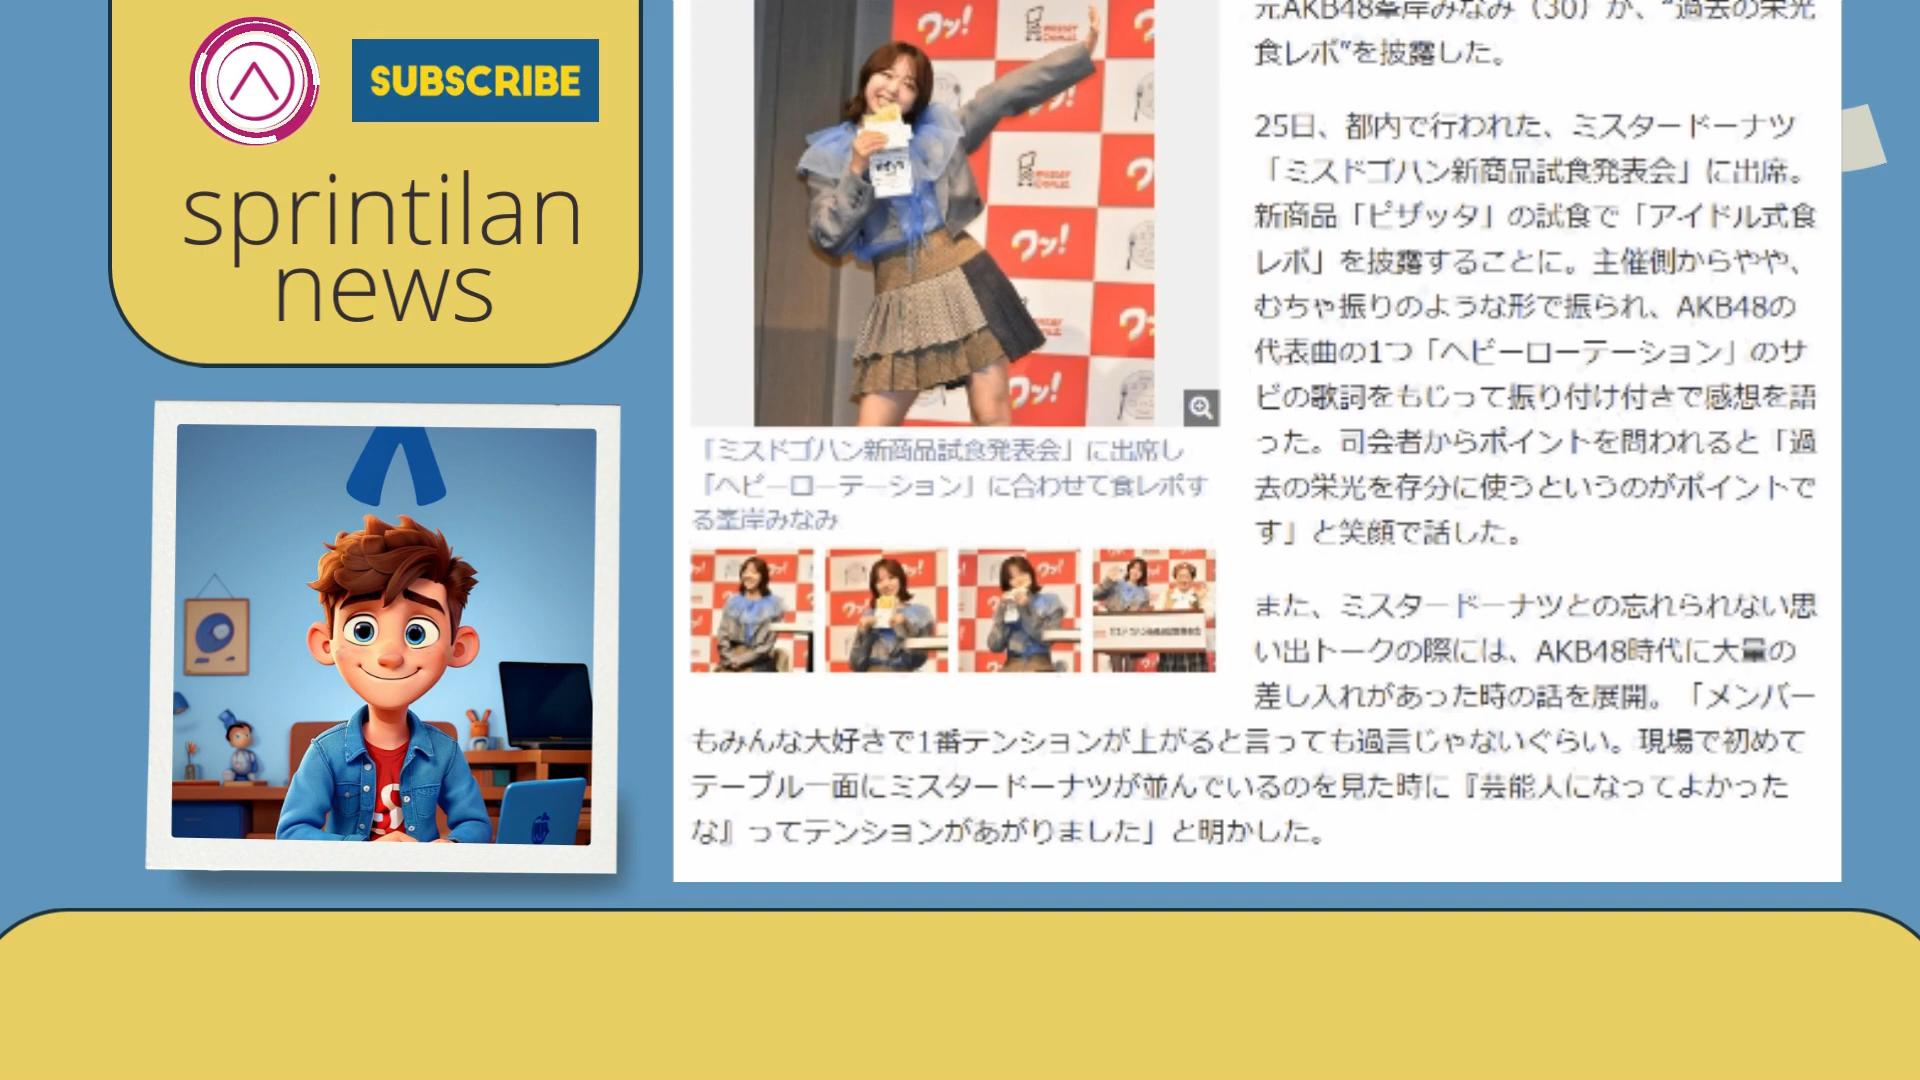 SUBSCRIBE
sprintilan
news
元AKB48峯岸みなみ（30）が、“過去の栄光
食レポ”を披露した。
25日、都内で行われた、ミスタードーナツ
「ミスドゴハン新商品試食発表会」に出席。
新商品「ピザッタ」の試食で「アイドル式食
レポ」を披露することに。主催側からやや、
むちゃ振りのような形で振られ、AKB48の
代表曲の1つ「ヘビーローテーション」のサ
ビの歌詞をもじって振り付け付きで感想を語
った。司会者からポイントを問われると「過
去の栄光を存分に使うというのがポイントで
す」と笑顔で話した。
「ミスドゴハン新商品試食発表会」に出席し
「ヘビーローテーション」に合わせて食レポす
る峯岸みなみ
また、ミスタードーナツとの忘れられない思
い出トークの際には、AKB48時代に大量の
差し入れがあった時の話を展開。「メンバー
もみんな大好きで1番テンションが上がると言っても過言じゃないぐらい。現場で初めて
テーブル一面にミスタードーナツが並んでいるのを見た時に『芸能人になってよかった
な』ってテンションがあがりました」と明かした。
ワッ!
ワッ!
ワッ!